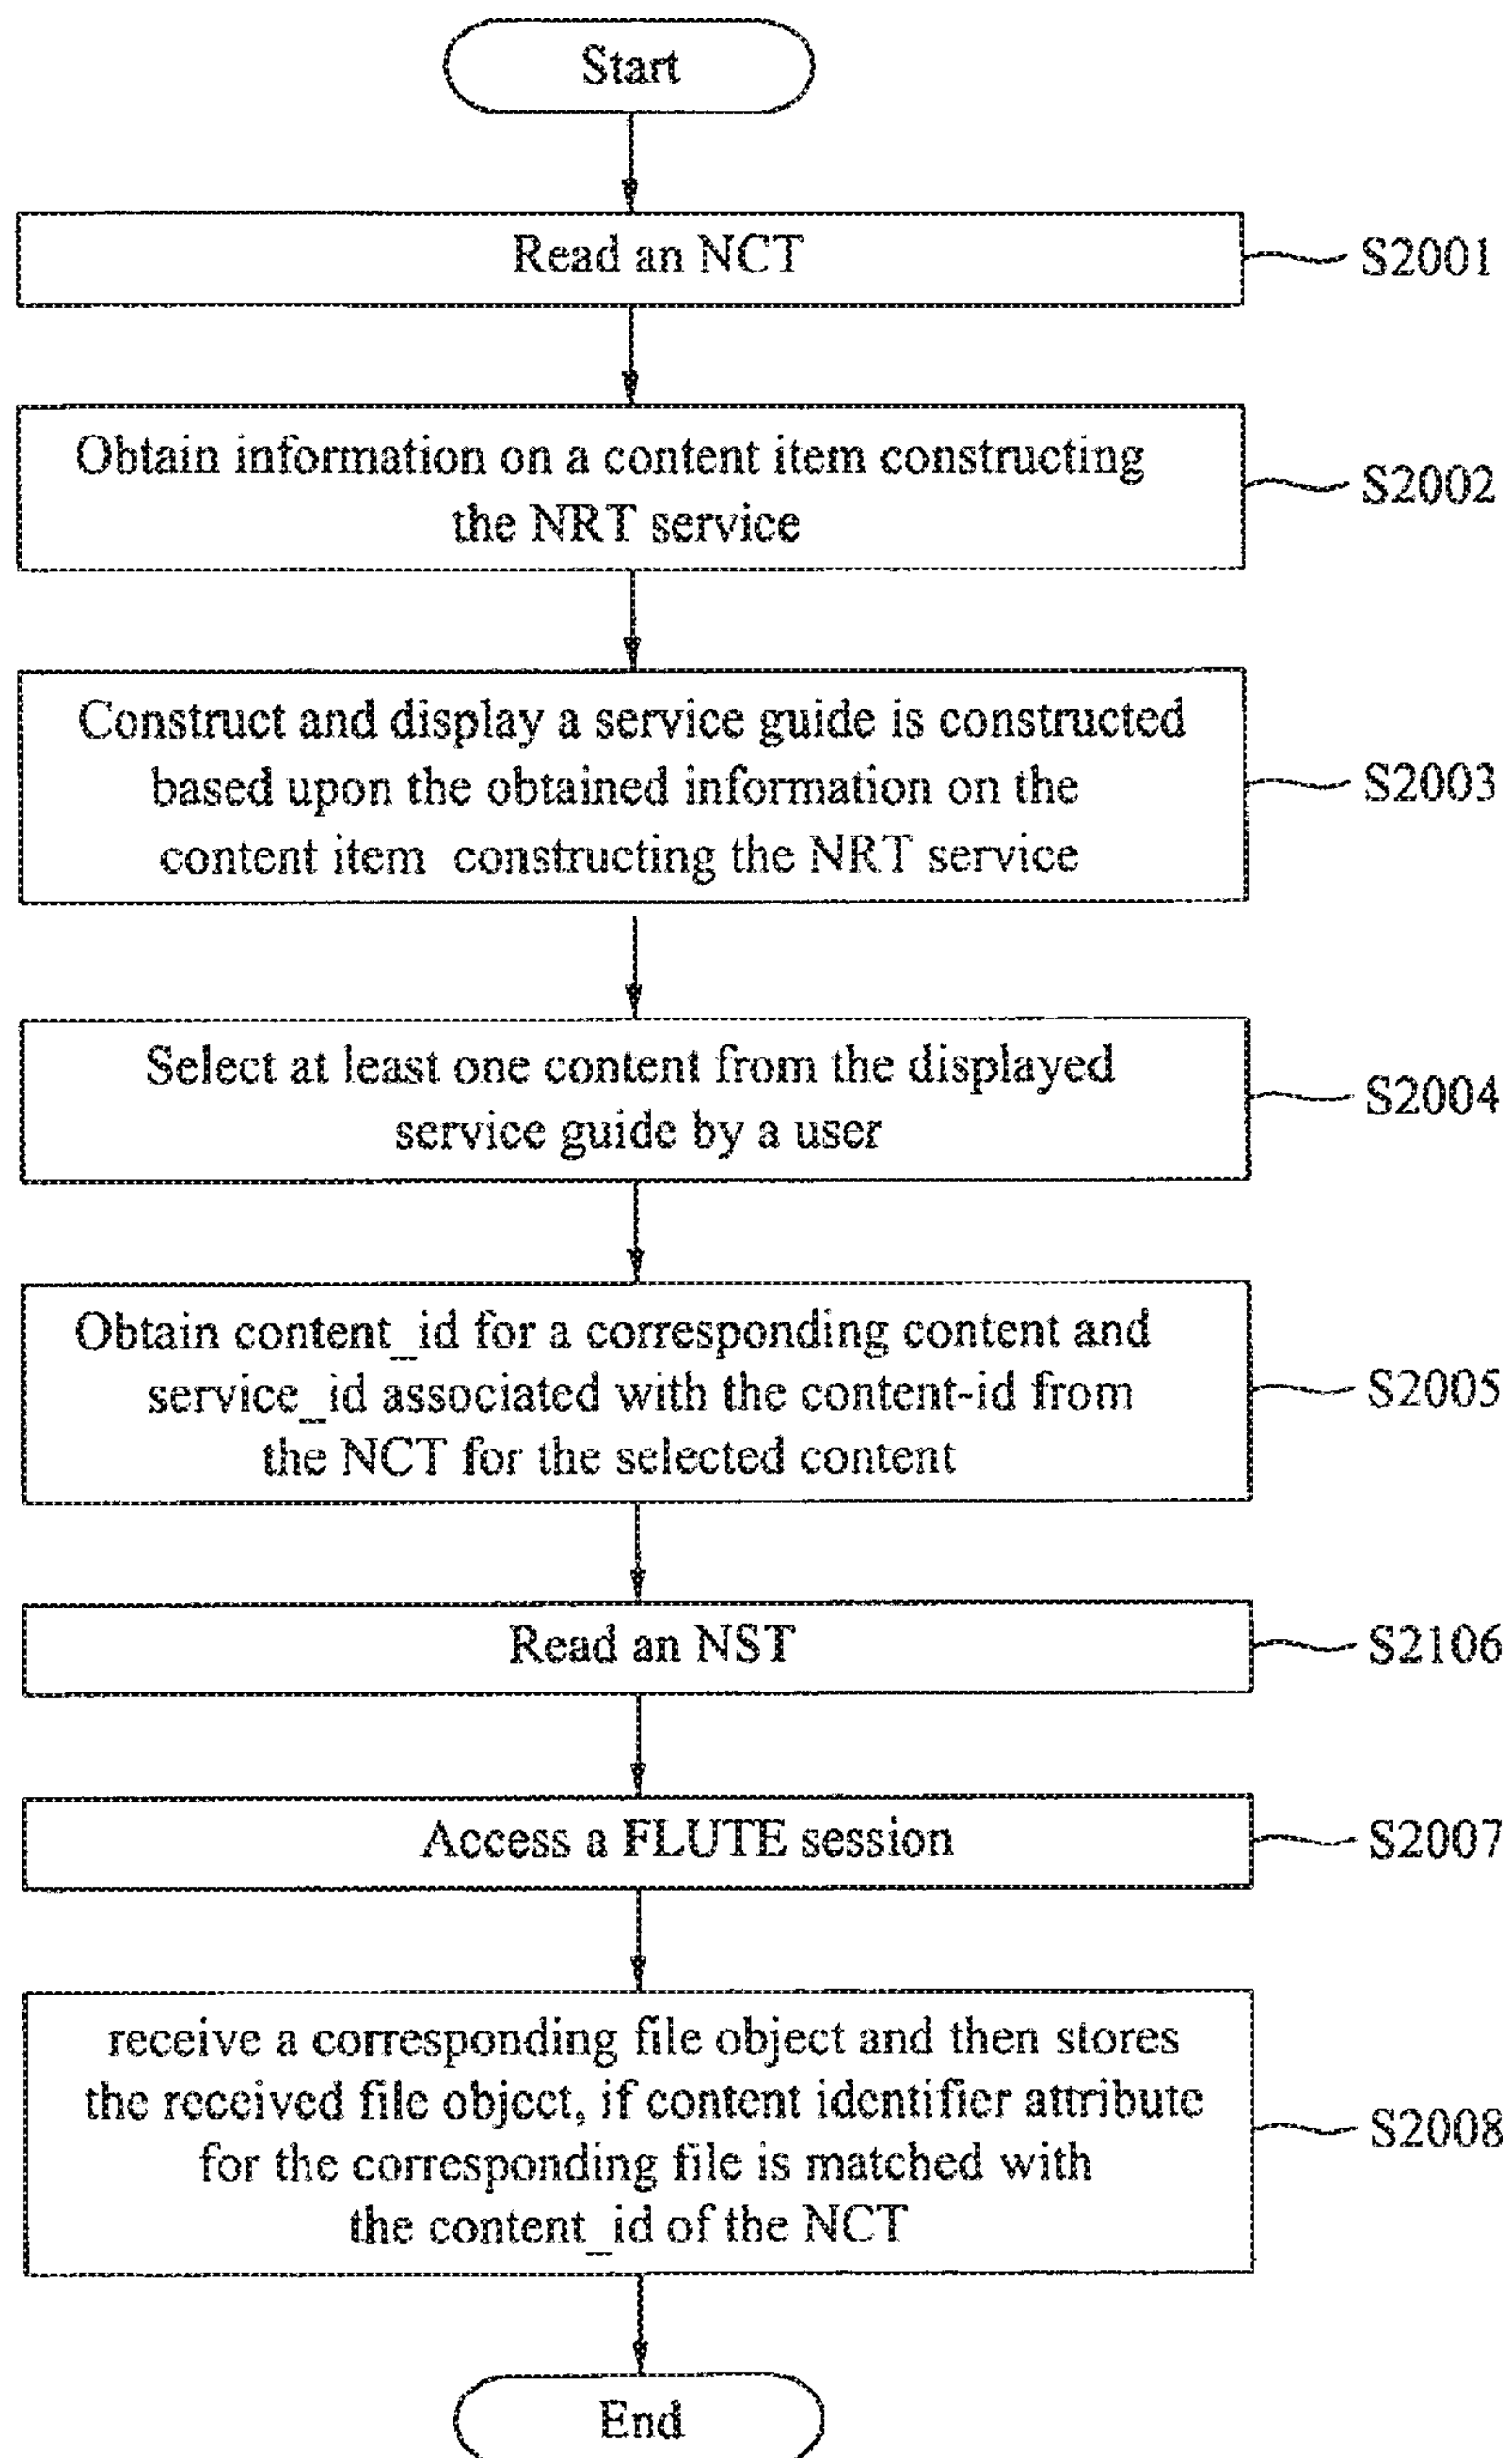 Start
Read an NCT
S2001
Obtain information on a content item constructing
the NRT service
S2002
Construct and display a service guide is constructed
based upon the obtained information on the
content item constructing the NRT service
S2003
Select at least one content from the displayed
service guide by a user
S2004
Obtain content_id for a corresponding content and
service_id associated with the content-id from
the NCT for the selected content
S2005
Read an NST
S2106
Access a FLUTE session
S2007
receive a corresponding file object and then stores
the received file object, if content identifier attribute
for the corresponding file is matched with
the content_id of the NCT
S2008
End